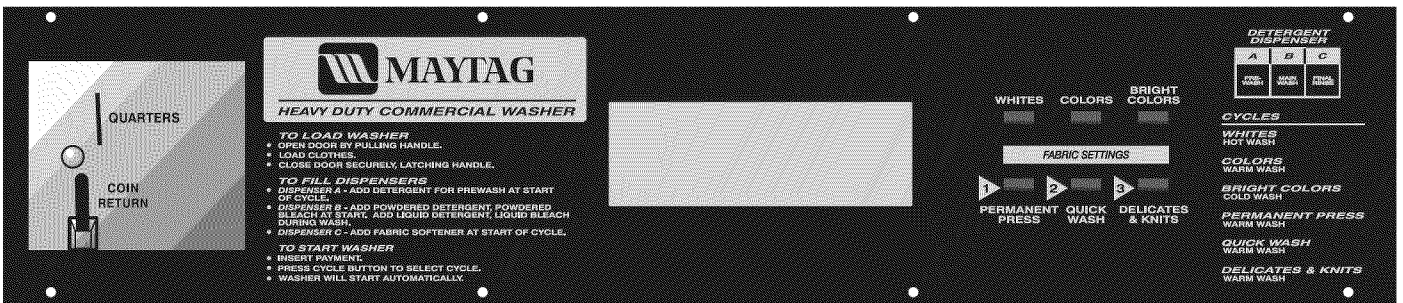 QUARTERS
COIN
RETURN
MAYTAG
HEAVY DUTY COMMERCIAL WASHER
TO LOAD WASHER
• OPEN DOOR BY PULLING HANDLE.
• LOAD CLOTHES.
• CLOSE DOOR SECURELY, LATCHING HANDLE.
TO FILL DISPENSERS
• DISPENSER A - ADD DETERGENT FOR PREWASH AT START
OF CYCLE.
• DISPENSER B - ADD POWDERED DETERGENT, POWDERED
BLEACH AT START. ADD LIQUID DETERGENT, LIQUID BLEACH
DURING WASH.
• DISPENSER C - ADD FABRIC SOFTENER AT START OF CYCLE.
TO START WASHER
• INSERT PAYMENT.
• PRESS CYCLE BUTTON TO SELECT CYCLE.
• WASHER WILL START AUTOMATICALLY.
WHITES
COLORS
BRIGHT
COLORS
FABRIC SETTINGS
1
2
3
PERMANENT
PRESS
QUICK
WASH
DELICATES
& KNITS
DETERGENT
DISPENSER
A B C
PRE-
WASH
MAIN
WASH
FINAL
RINSE
CYCLES
WHITES
HOT WASH
COLORS
WARM WASH
BRIGHT COLORS
COLD WASH
PERMANENT PRESS
WARM WASH
QUICK WASH
WARM WASH
DELICATES & KNITS
WARM WASH